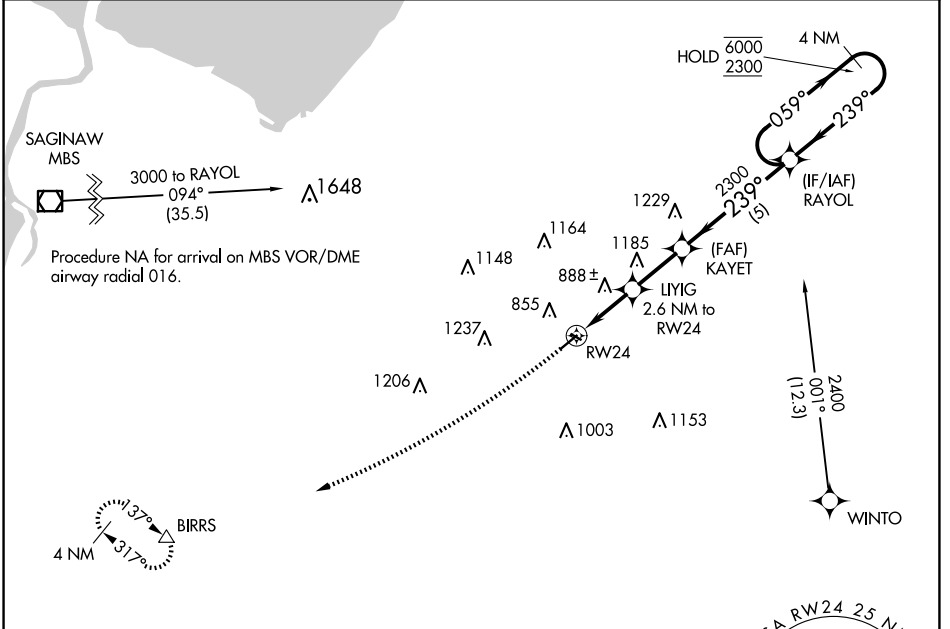 HOLD 6000
2300
4 NM
059°
239°
SAGINAW
MBS
3000 to RAYOL
094°
(35.5)
1648
Procedure NA for arrival on MBS VOR/DME
airway radial 016.
2300
239°
(5)
(IF/IAF)
RAYOL
1229
1164
1185
(FAF)
KAYET
1148
888±
LIYIG
2.6 NM to
RW24
855
1237
RW24
1206
2400
001°
(12.3)
1003
1153
WINTO
137°
BIRRS
317°
4 NM
RW24 25